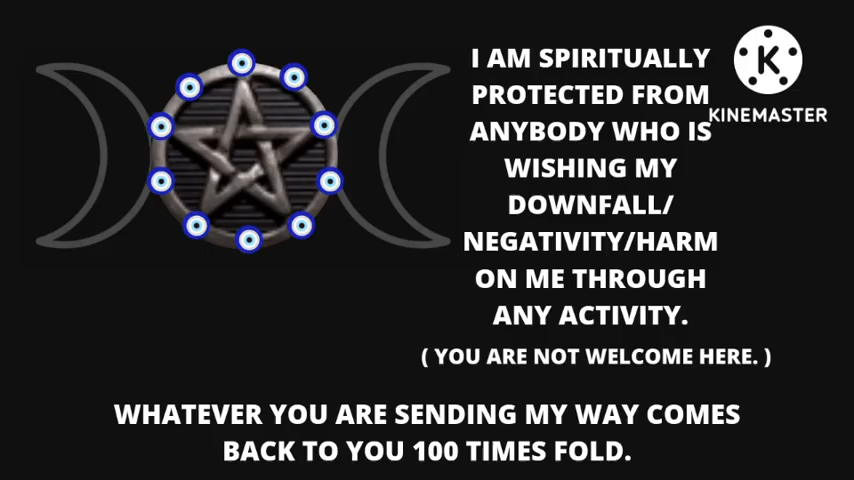 I AM SPIRITUALLY
PROTECTED FROM
ANYBODY WHO IS
WISHING MY
DOWNFALL/
NEGATIVITY/HARM
ON ME THROUGH
ANY ACTIVITY.
( YOU ARE NOT WELCOME HERE. )
WHATEVER YOU ARE SENDING MY WAY COMES
BACK TO YOU 100 TIMES FOLD.
K
KINEMASTER